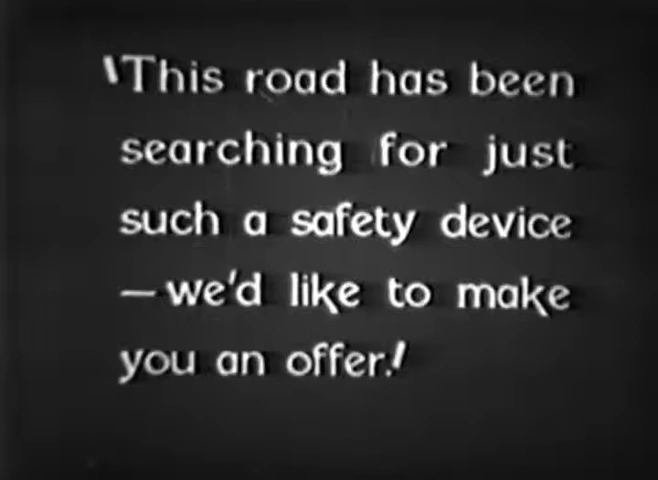 "This road has been
searching for just
such a safety device
—we'd like to make
you an offer."